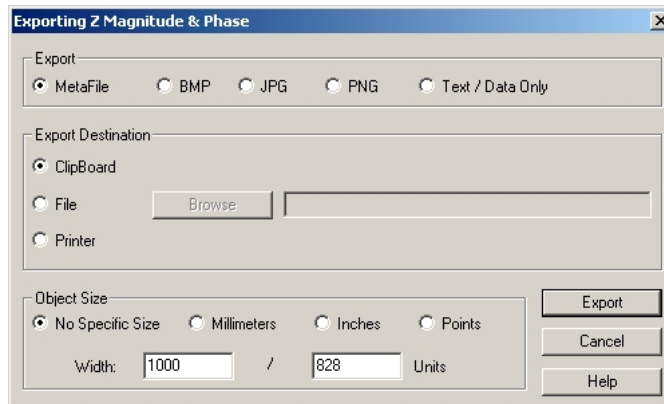 Exporting Z Magnitude & Phase
Export
MetaFile BMP JPG PNG Text / Data Only
Export Destination
ClipBoard
File Browse
Printer
Object Size
No Specific Size Millimeters Inches Points
Width: 1000 / 828 Units
Export
Cancel
Help